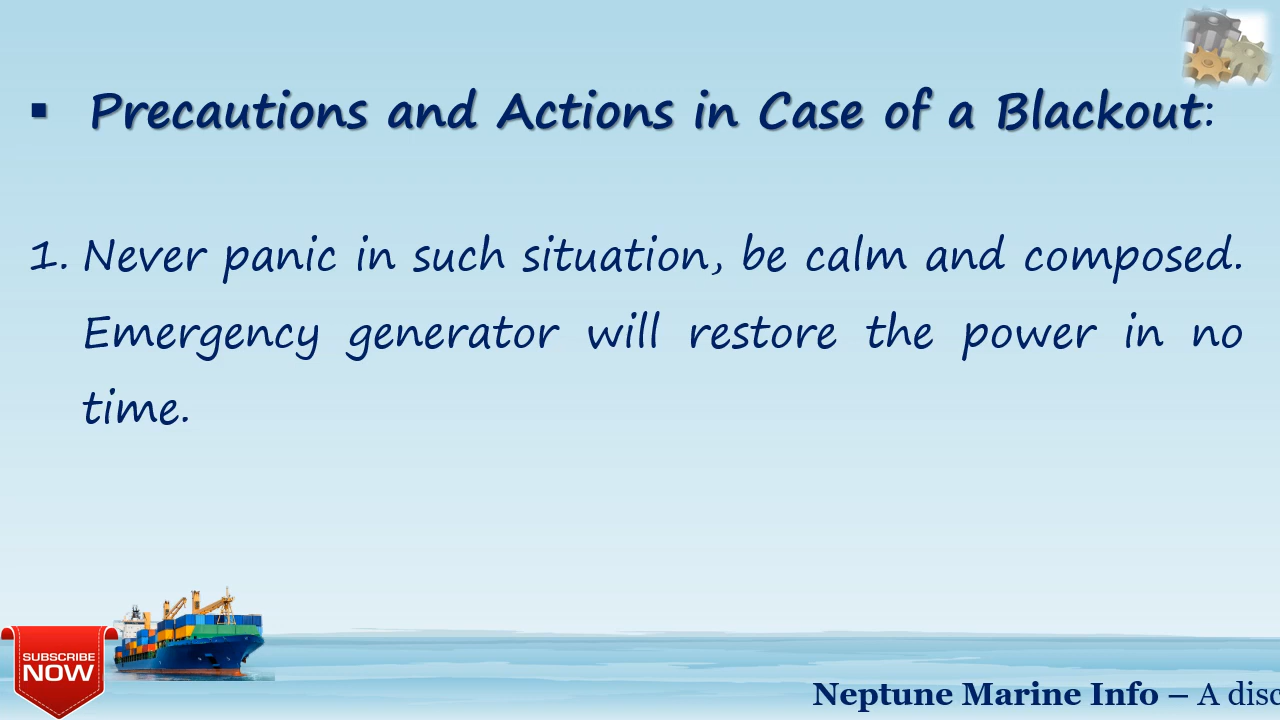 ▪ Precautions and Actions in Case of a Blackout:
1. Never panic in such situation, be calm and composed.
Emergency generator will restore the power in no
time.
SUBSCRIBE
NOW
Neptune Marine Info – A disc